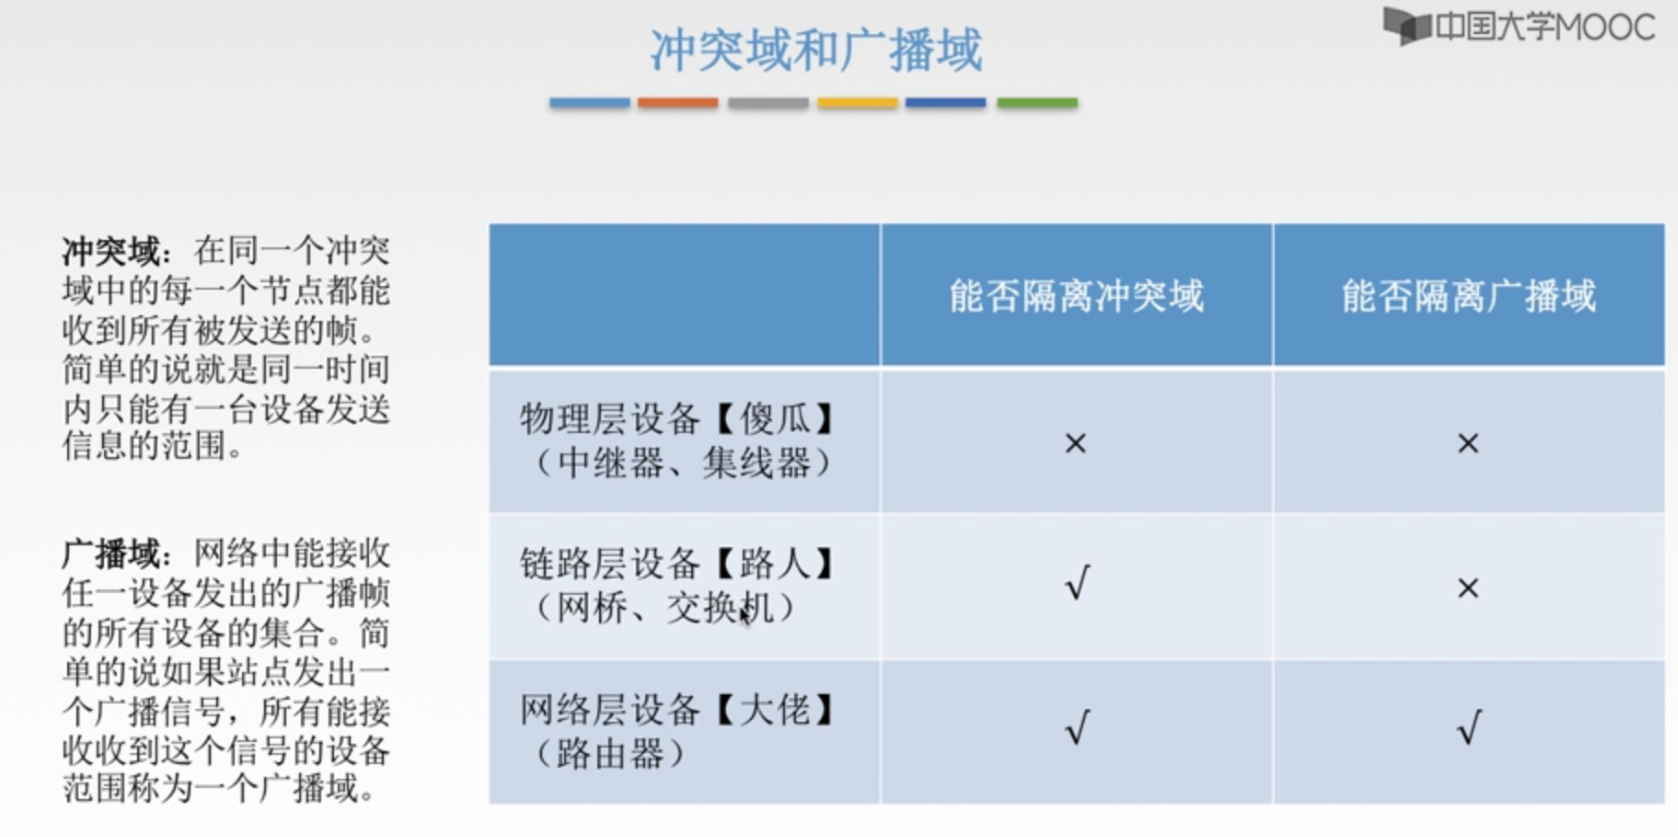 中国大学MOOC
冲突域和广播域
冲突域：在同一个冲突
域中的每一个节点都能
收到所有被发送的帧。
简单的说就是同一时间
内只能有一台设备发送
信息的范围。
广播域：网络中能接收
任一设备发出的广播帧
的所有设备的集合。简
单的说如果站点发出一
个广播信号，所有能接
收收到这个信号的设备
范围称为一个广播域。
能否隔离冲突域 能否隔离广播域
物理层设备【傻瓜】
（中继器、集线器）
× ×
链路层设备【路人】
（网桥、交换机）
√ ×
网络层设备【大佬】
（路由器）
√ √